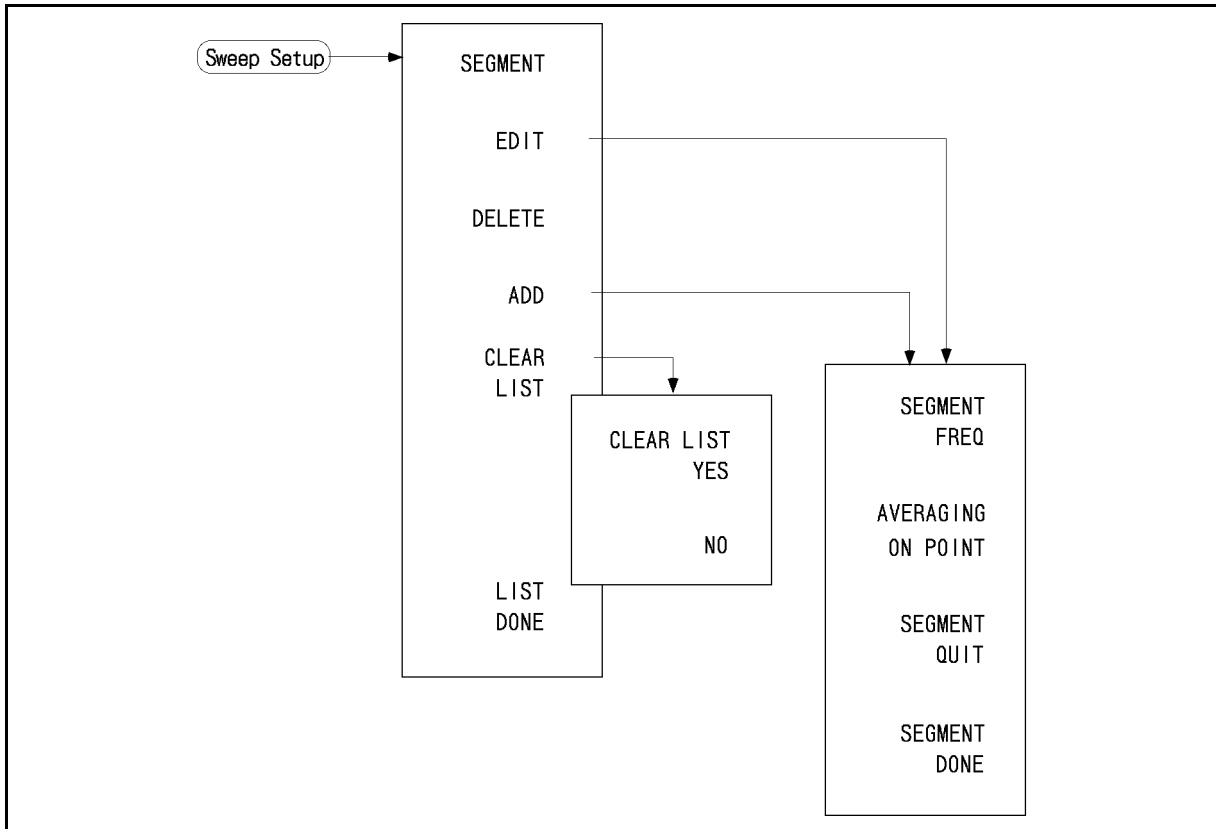 Sweep Setup
SEGMENT
EDIT
DELETE
ADD
CLEAR
LIST
LIST
DONE
CLEAR LIST
YES
NO
SEGMENT
FREQ
AVERAGING
ON POINT
SEGMENT
QUIT
SEGMENT
DONE